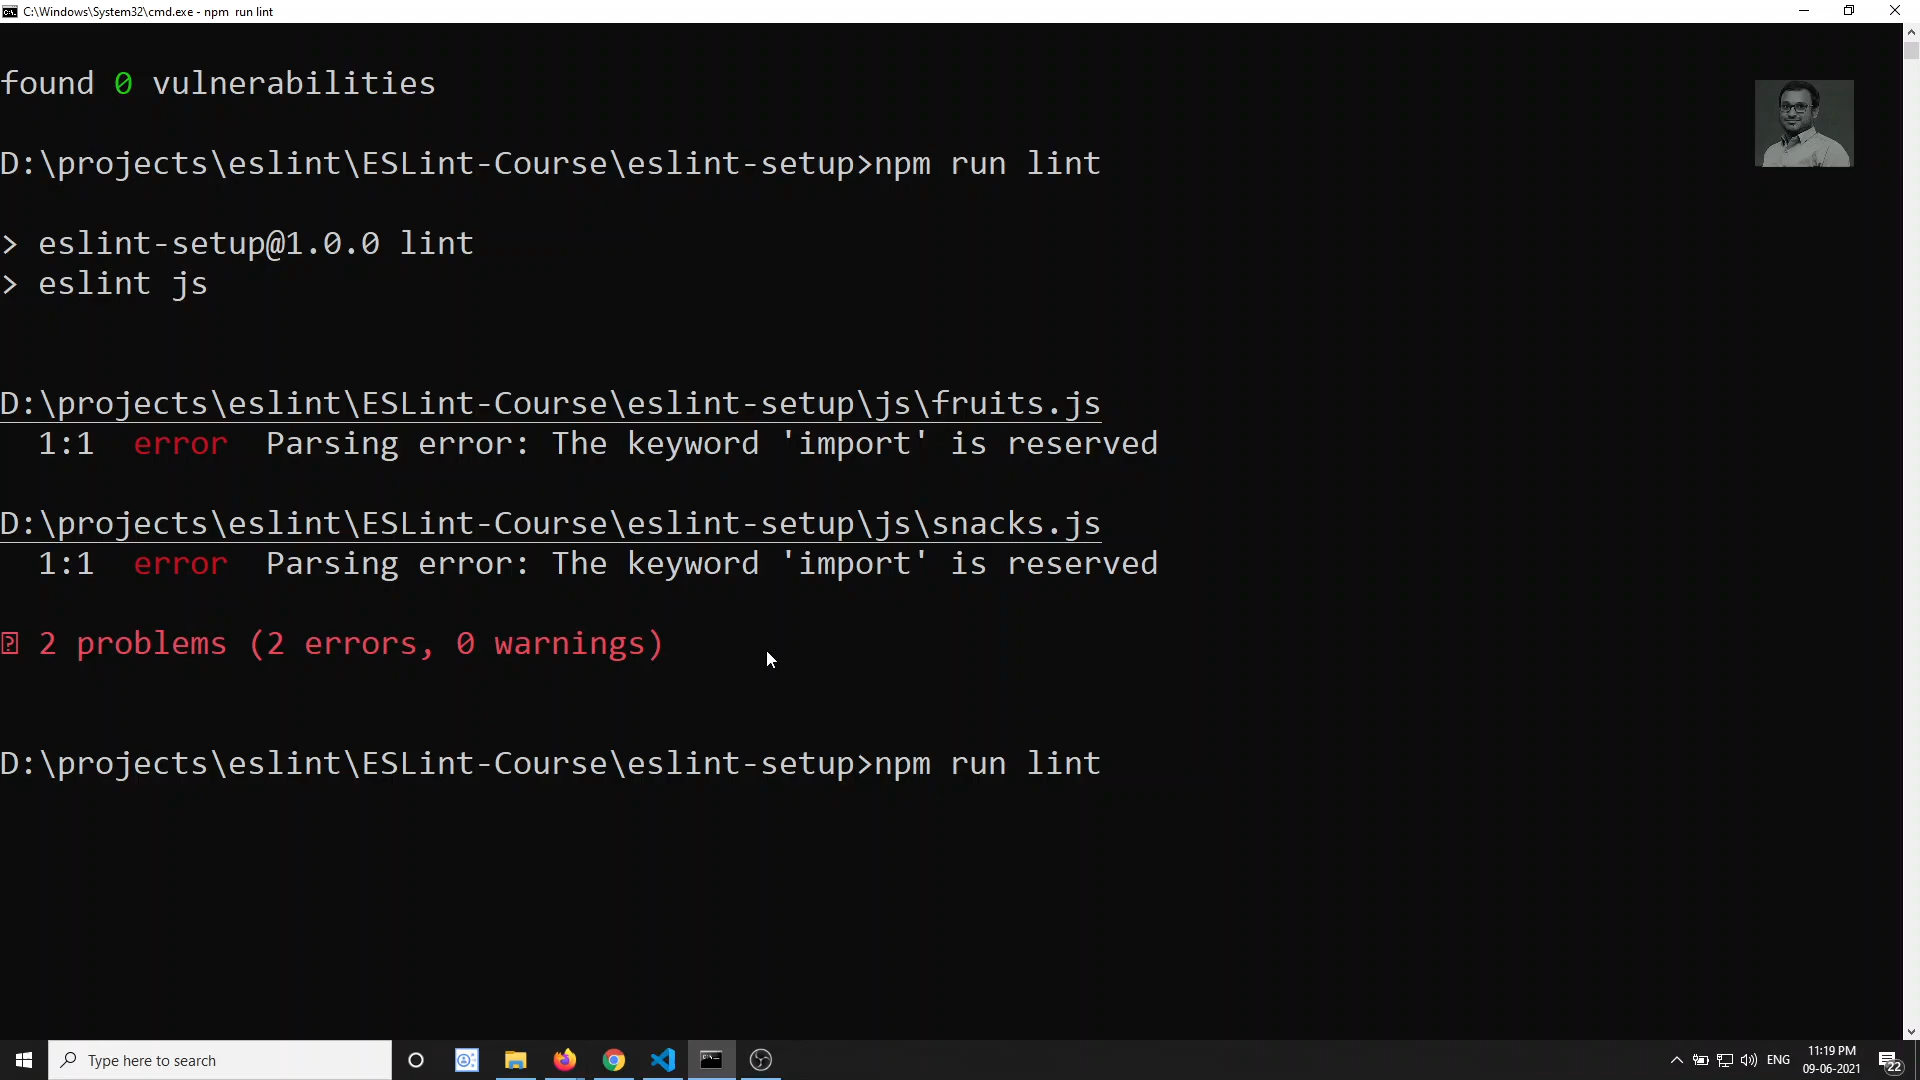 C:\Windows\System32\cmd.exe - npm  run lint
found 0 vulnerabilities
D:\projects\eslint\ESLint-Course\eslint-setup>npm run lint
> eslint-setup@1.0.0 lint
> eslint js
D:\projects\eslint\ESLint-Course\eslint-setup\js\fruits.js
1:1  error  Parsing error: The keyword 'import' is reserved
D:\projects\eslint\ESLint-Course\eslint-setup\js\snacks.js
1:1  error  Parsing error: The keyword 'import' is reserved
2 problems (2 errors, 0 warnings)
D:\projects\eslint\ESLint-Course\eslint-setup>npm run lint
Type here to search
ENG
11:19 PM
09-06-2021
22